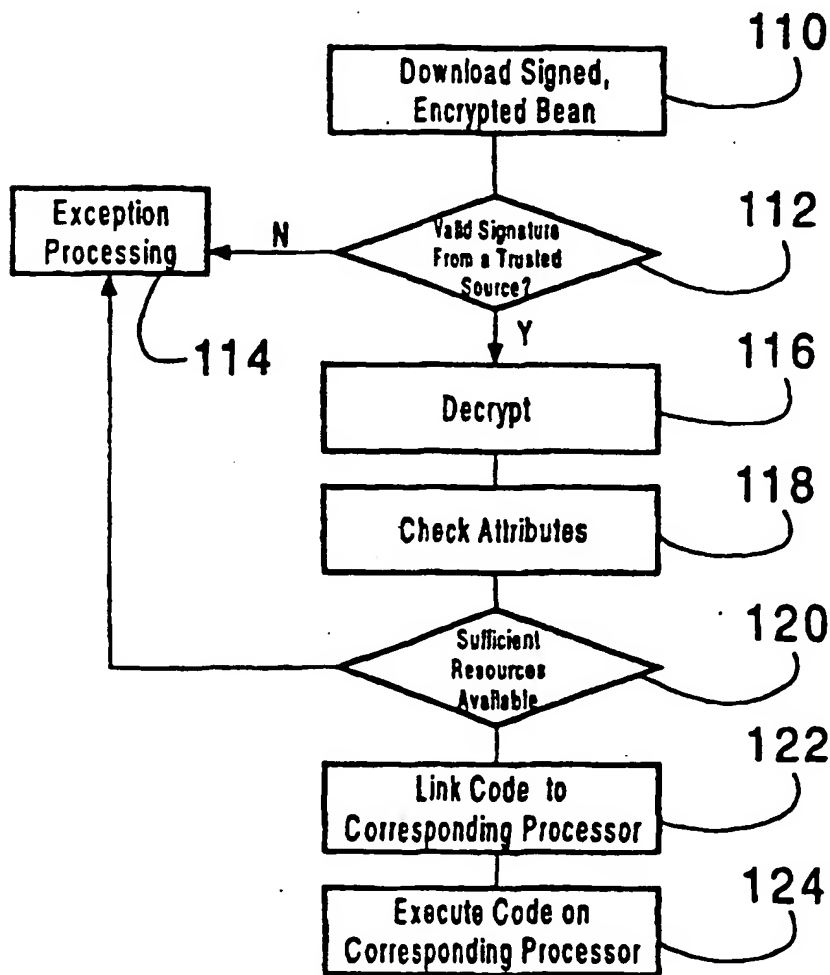 110
Download Signed,
Encrypted Bean
112
Valid Signature
From a Trusted
Source?
N
Exception
Processing
114
Y
116
Decrypt
118
Check Attributes
120
Sufficient
Resources
Available
122
Link Code to
Corresponding Processor
124
Execute Code on
Corresponding Processor